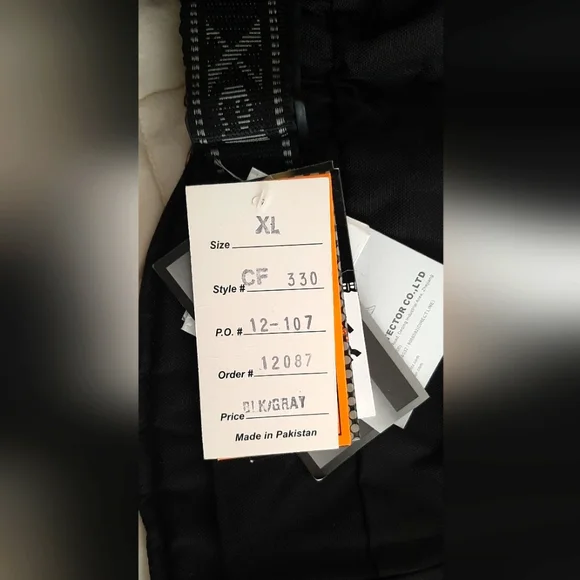 XL
Size
Style # CF 330
P.O. # 12-107
Order # 12087
Price BLK/GRAY
Made in Pakistan
ECTOR CO.,LTD